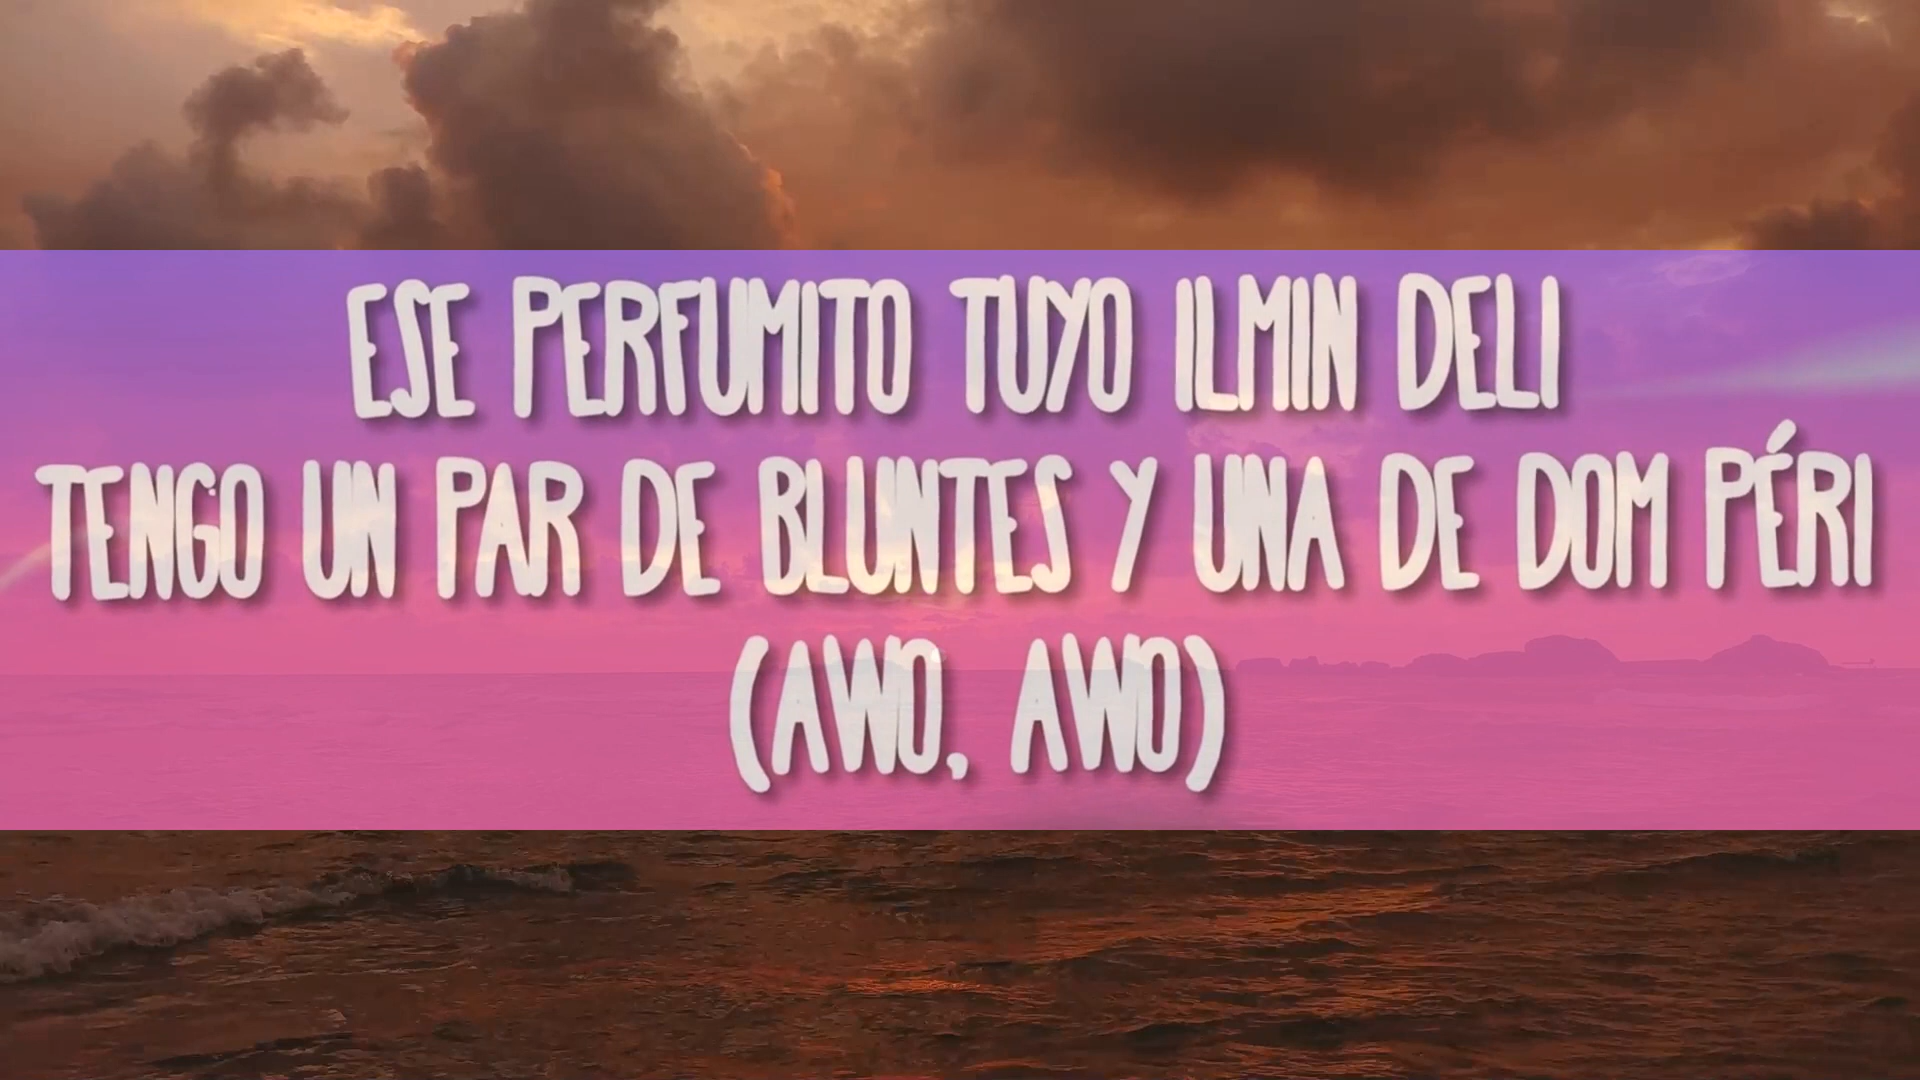 ESE PERFUMITO TUYO ILMIN DELI
TENGO UN PAR DE BLUNTES Y UNA DE DOM PÉRI
(AWO, AWO)